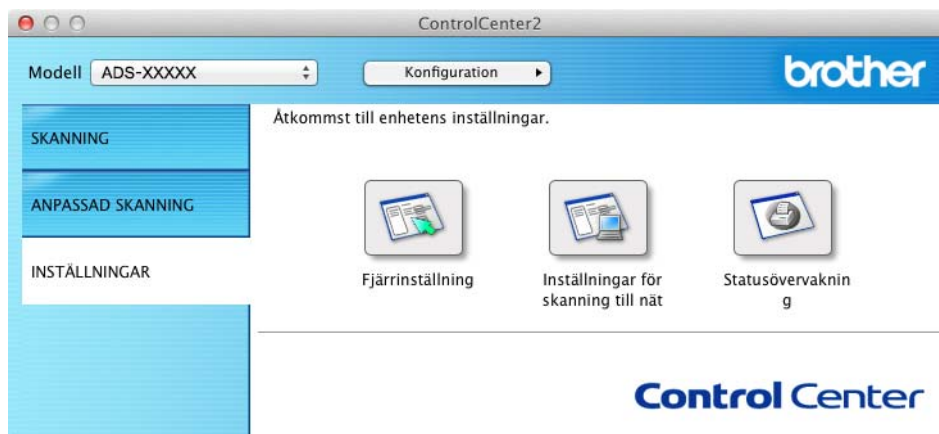 ControlCenter2
Modell ADS-XXXXX Konfiguration brother
SKANNING
ANPASSAD SKANNING
INSTÄLLNINGAR
Åtkommst till enhetens inställningar.
Fjärrinställning
Inställningar för
skanning till nät
Statusövervaknin
g
Control Center